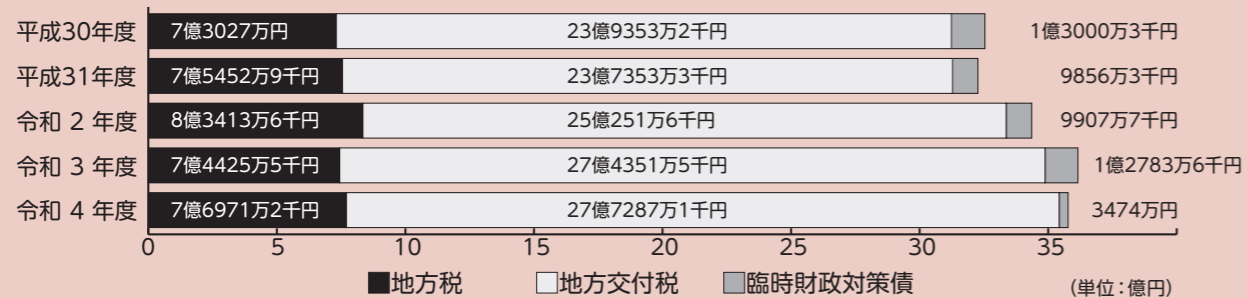 平成30年度 7億3027万円 23億9353万2千円 1億3000万3千円
平成31年度 7億5452万9千円 23億7353万3千円 9856万3千円
令和 2 年度 8億3413万6千円 25億251万6千円 9907万7千円
令和 3 年度 7億4425万5千円 27億4351万5千円 1億2783万6千円
令和 4 年度 7億6971万2千円 27億7287万1千円 3474万円
0 5 10 15 20 25 30 35
地方税 地方交付税 臨時財政対策債 (単位:億円)